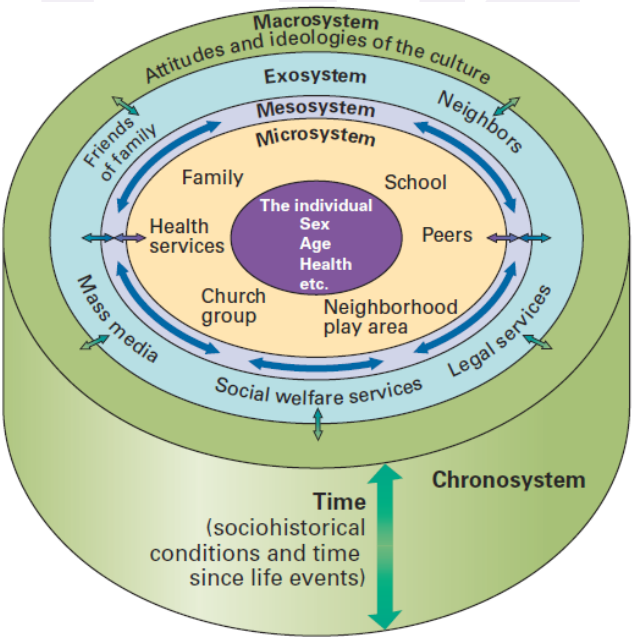 Macrosystem
Attitudes and ideologies of the culture
Exosystem
Mesosystem
Microsystem
Friends
of family
Neighbors
Family
School
The individual
Sex
Age
Health
etc.
Health
services
Peers
Church
group
Neighborhood
play area
Mass media
Social welfare services
Legal services
Chronosystem
Time
(sociohistorical
conditions and time
since life events)